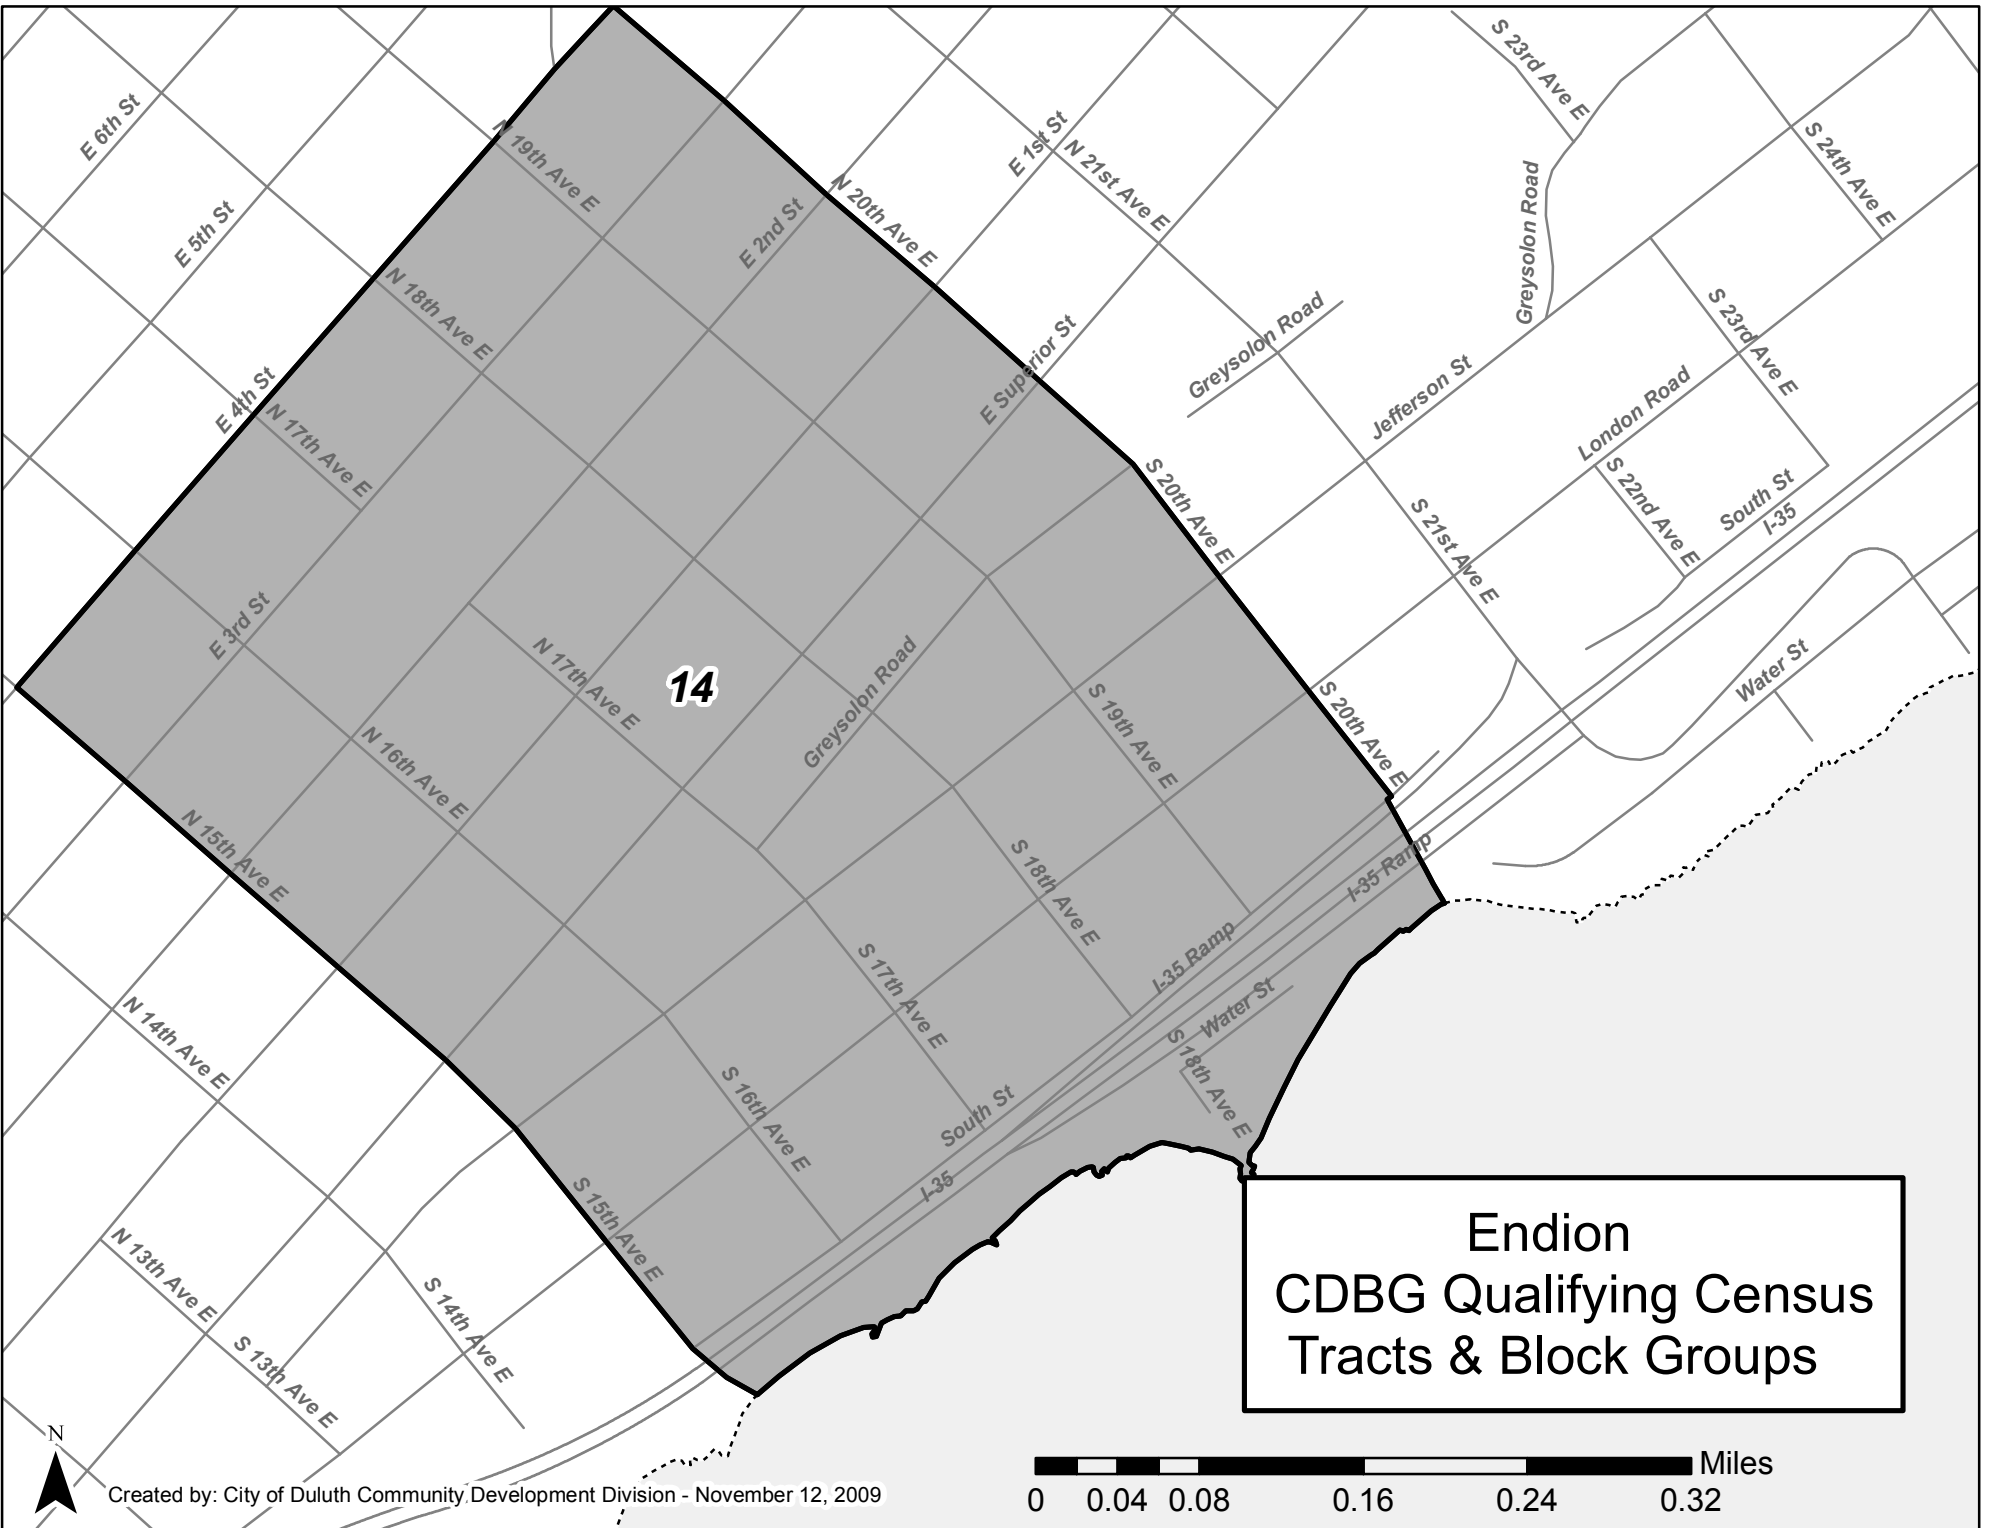 S 23rd Ave E
E 6th St
N 19th Ave E
E 1st St
N 21st Ave E
S 24th Ave E
E 5th St
E 2nd St
N 20th Ave E
Greysolon Road
N 18th Ave E
Greysolon Road
S 23rd Ave E
E Superior St
Jefferson St
London Road
E 4th St
N 17th Ave E
S 20th Ave E
S 22nd Ave E
South St
I-35
S 21st Ave E
E 3rd St
N 17th Ave E
14
Greysolon Road
S 19th Ave E
S 20th Ave E
Water St
N 16th Ave E
N 15th Ave E
S 18th Ave E
I-35 Ramp
I-35 Ramp
S 17th Ave E
Water St
N 14th Ave E
S 18th Ave E
S 16th Ave E
South St
I-35
S 15th Ave E
N 13th Ave E
S 14th Ave E
S 13th Ave E
Endion
CDBG Qualifying Census
Tracts & Block Groups
N
Created by: City of Duluth Community Development Division - November 12, 2009
Miles
0 0.04 0.08 0.16 0.24 0.32